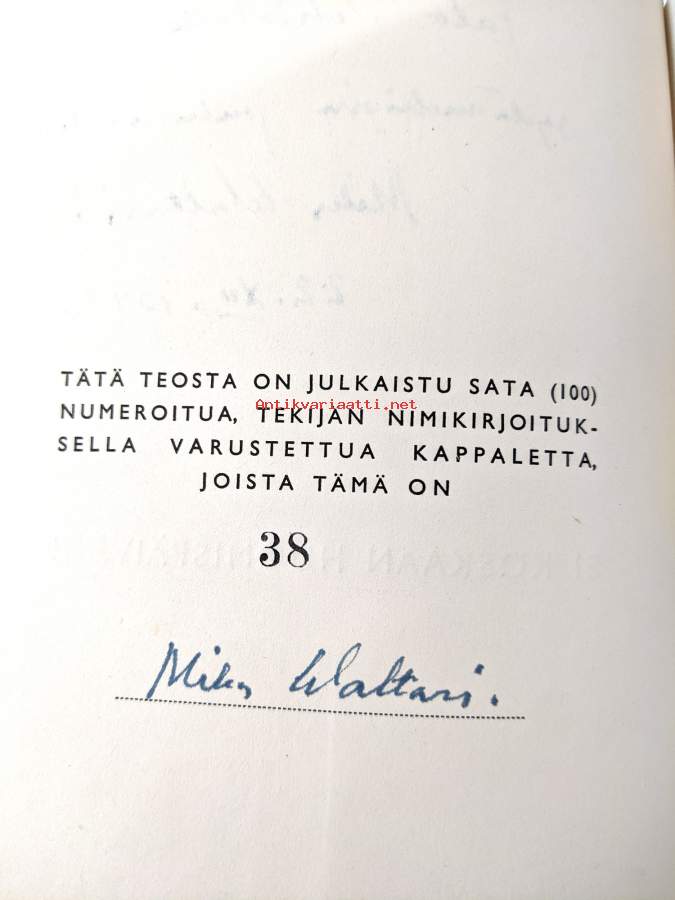 TÄTÄ TEOSTA ON JULKAISTU SATA (100)
Antikvariaatti.net
NUMEROITUA, TEKIJÄN NIMIKIRJOITUK-
SELLA VARUSTETTUA KAPPALETTA,
JOISTA TÄMÄ ON
38
Mika Waltari.